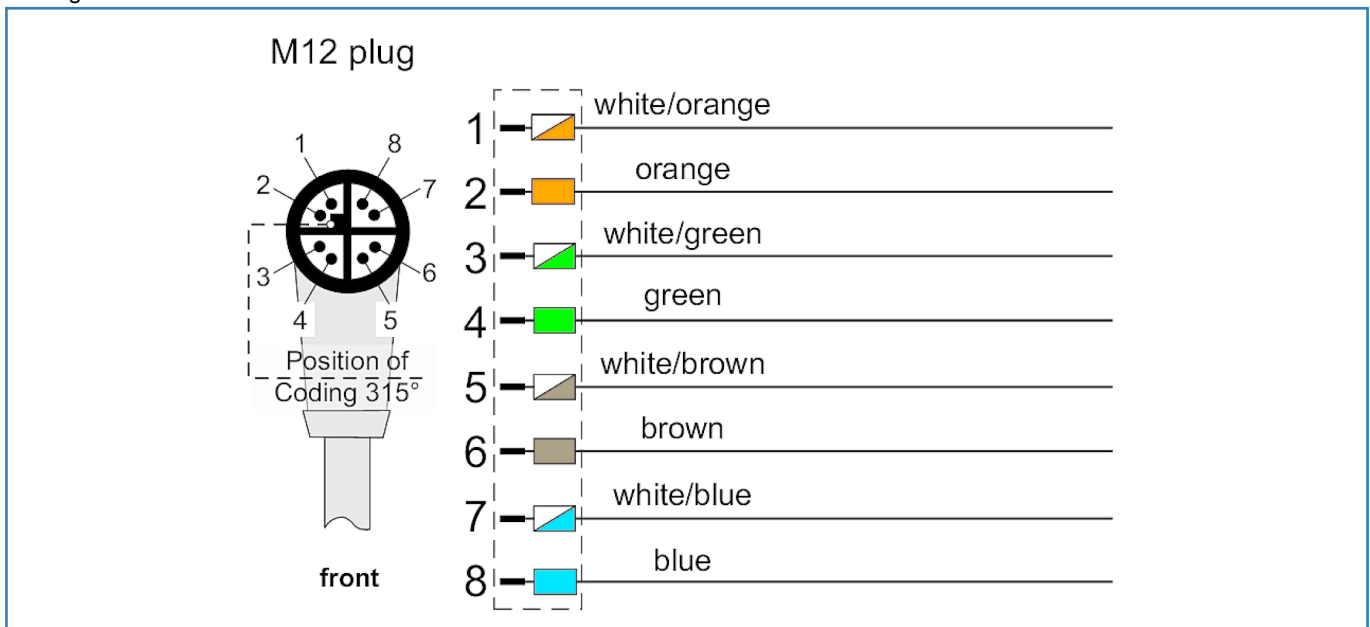 M12 plug
1 8
2 7
3 6
4 5
Position of
Coding 315°
front
1 white/orange
2 orange
3 white/green
4 green
5 white/brown
6 brown
7 white/blue
8 blue